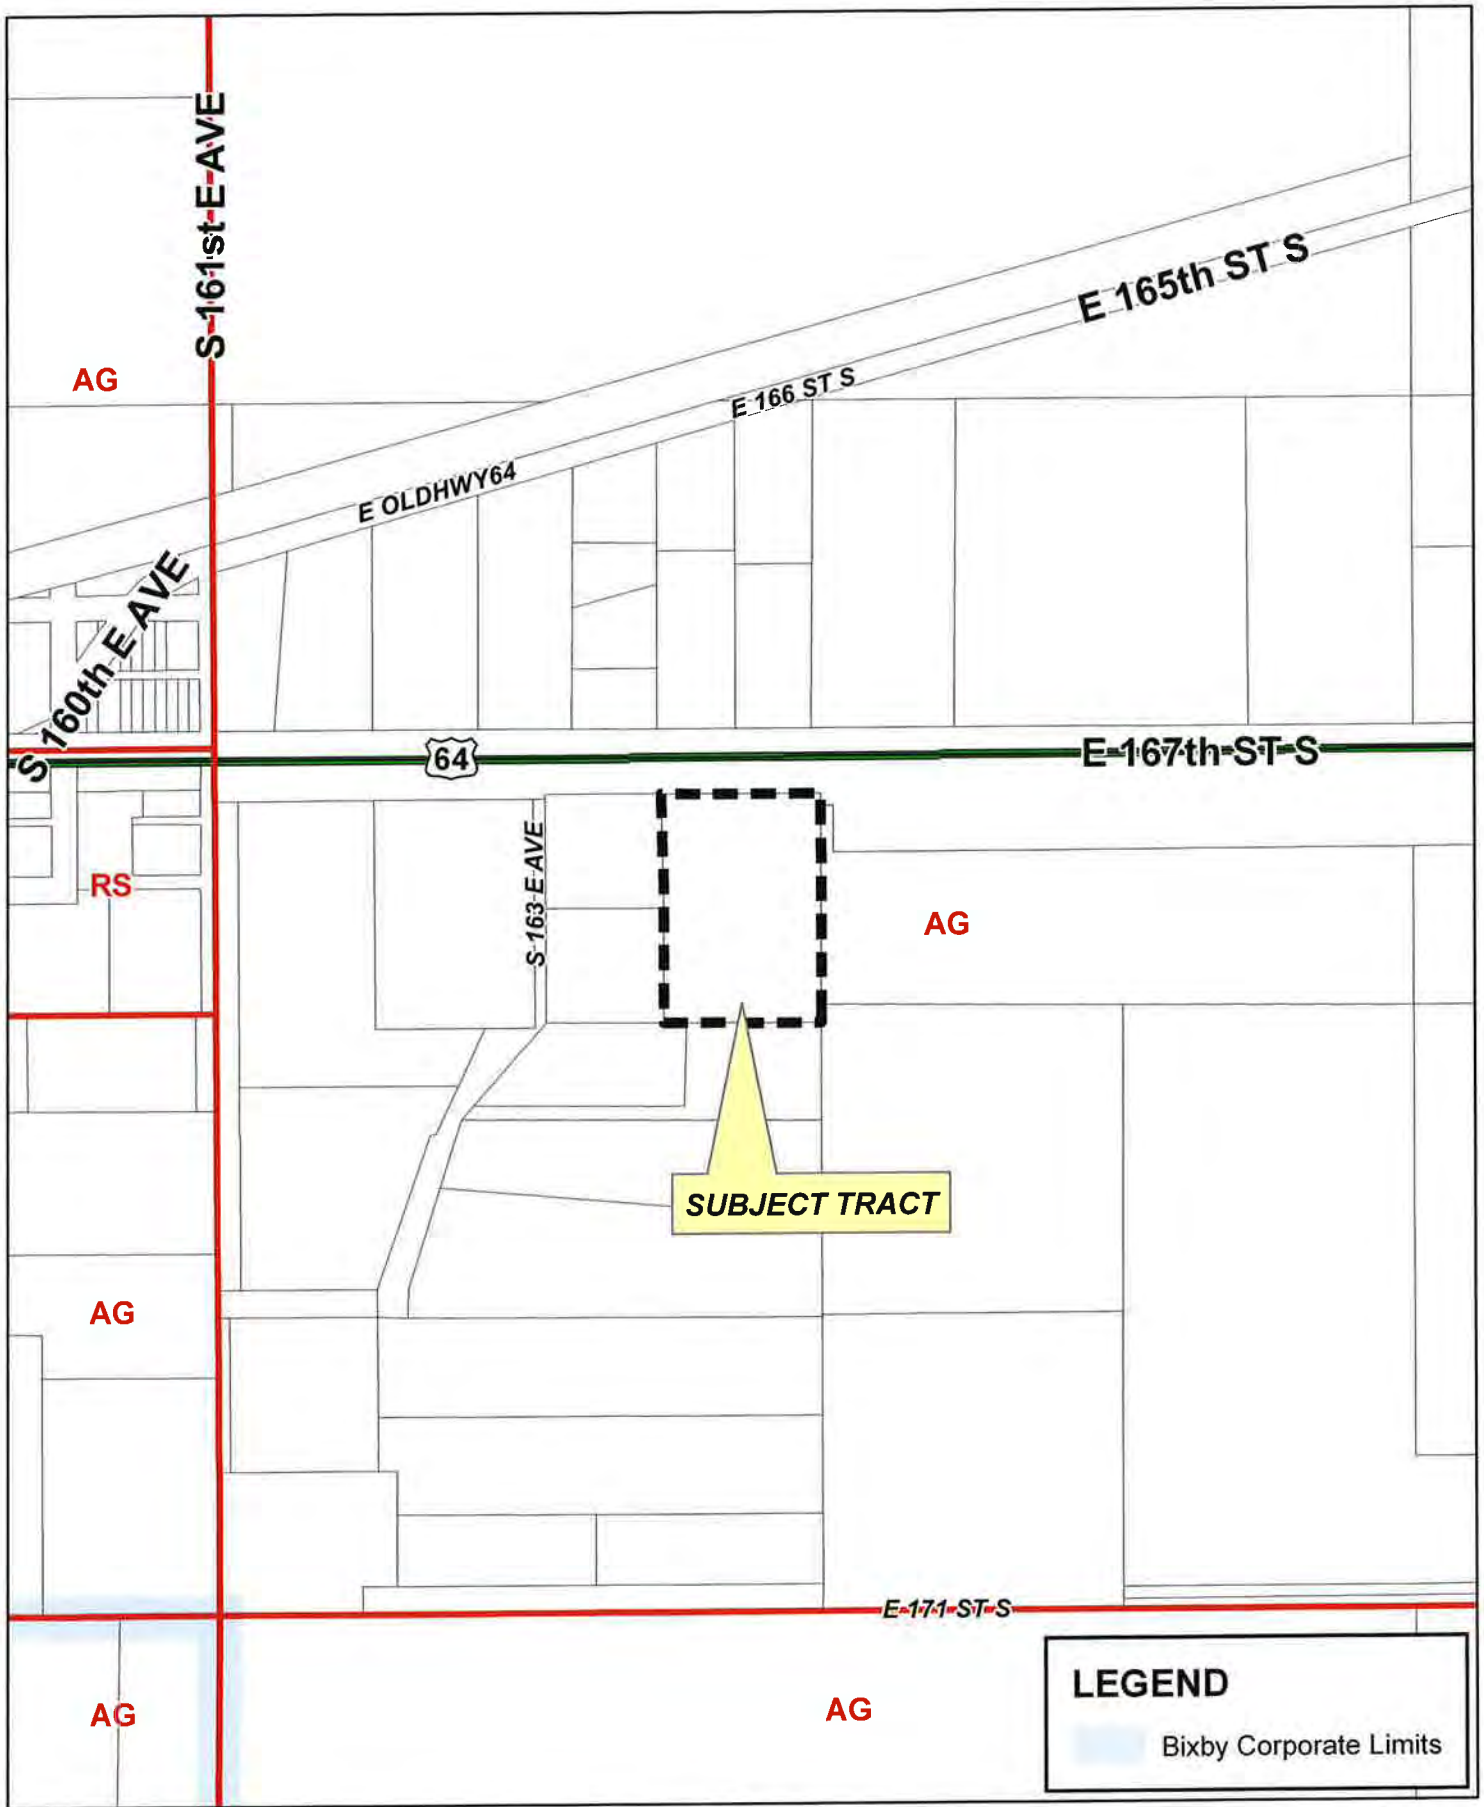 S 161st E AVE
E 165th ST S
AG
E 166 ST S
E OLDHWY64
S 160th E AVE
64
E 167th ST S
S 163 E AVE
RS
AG
SUBJECT TRACT
AG
E 171 ST S
LEGEND
AG
AG
Bixby Corporate Limits